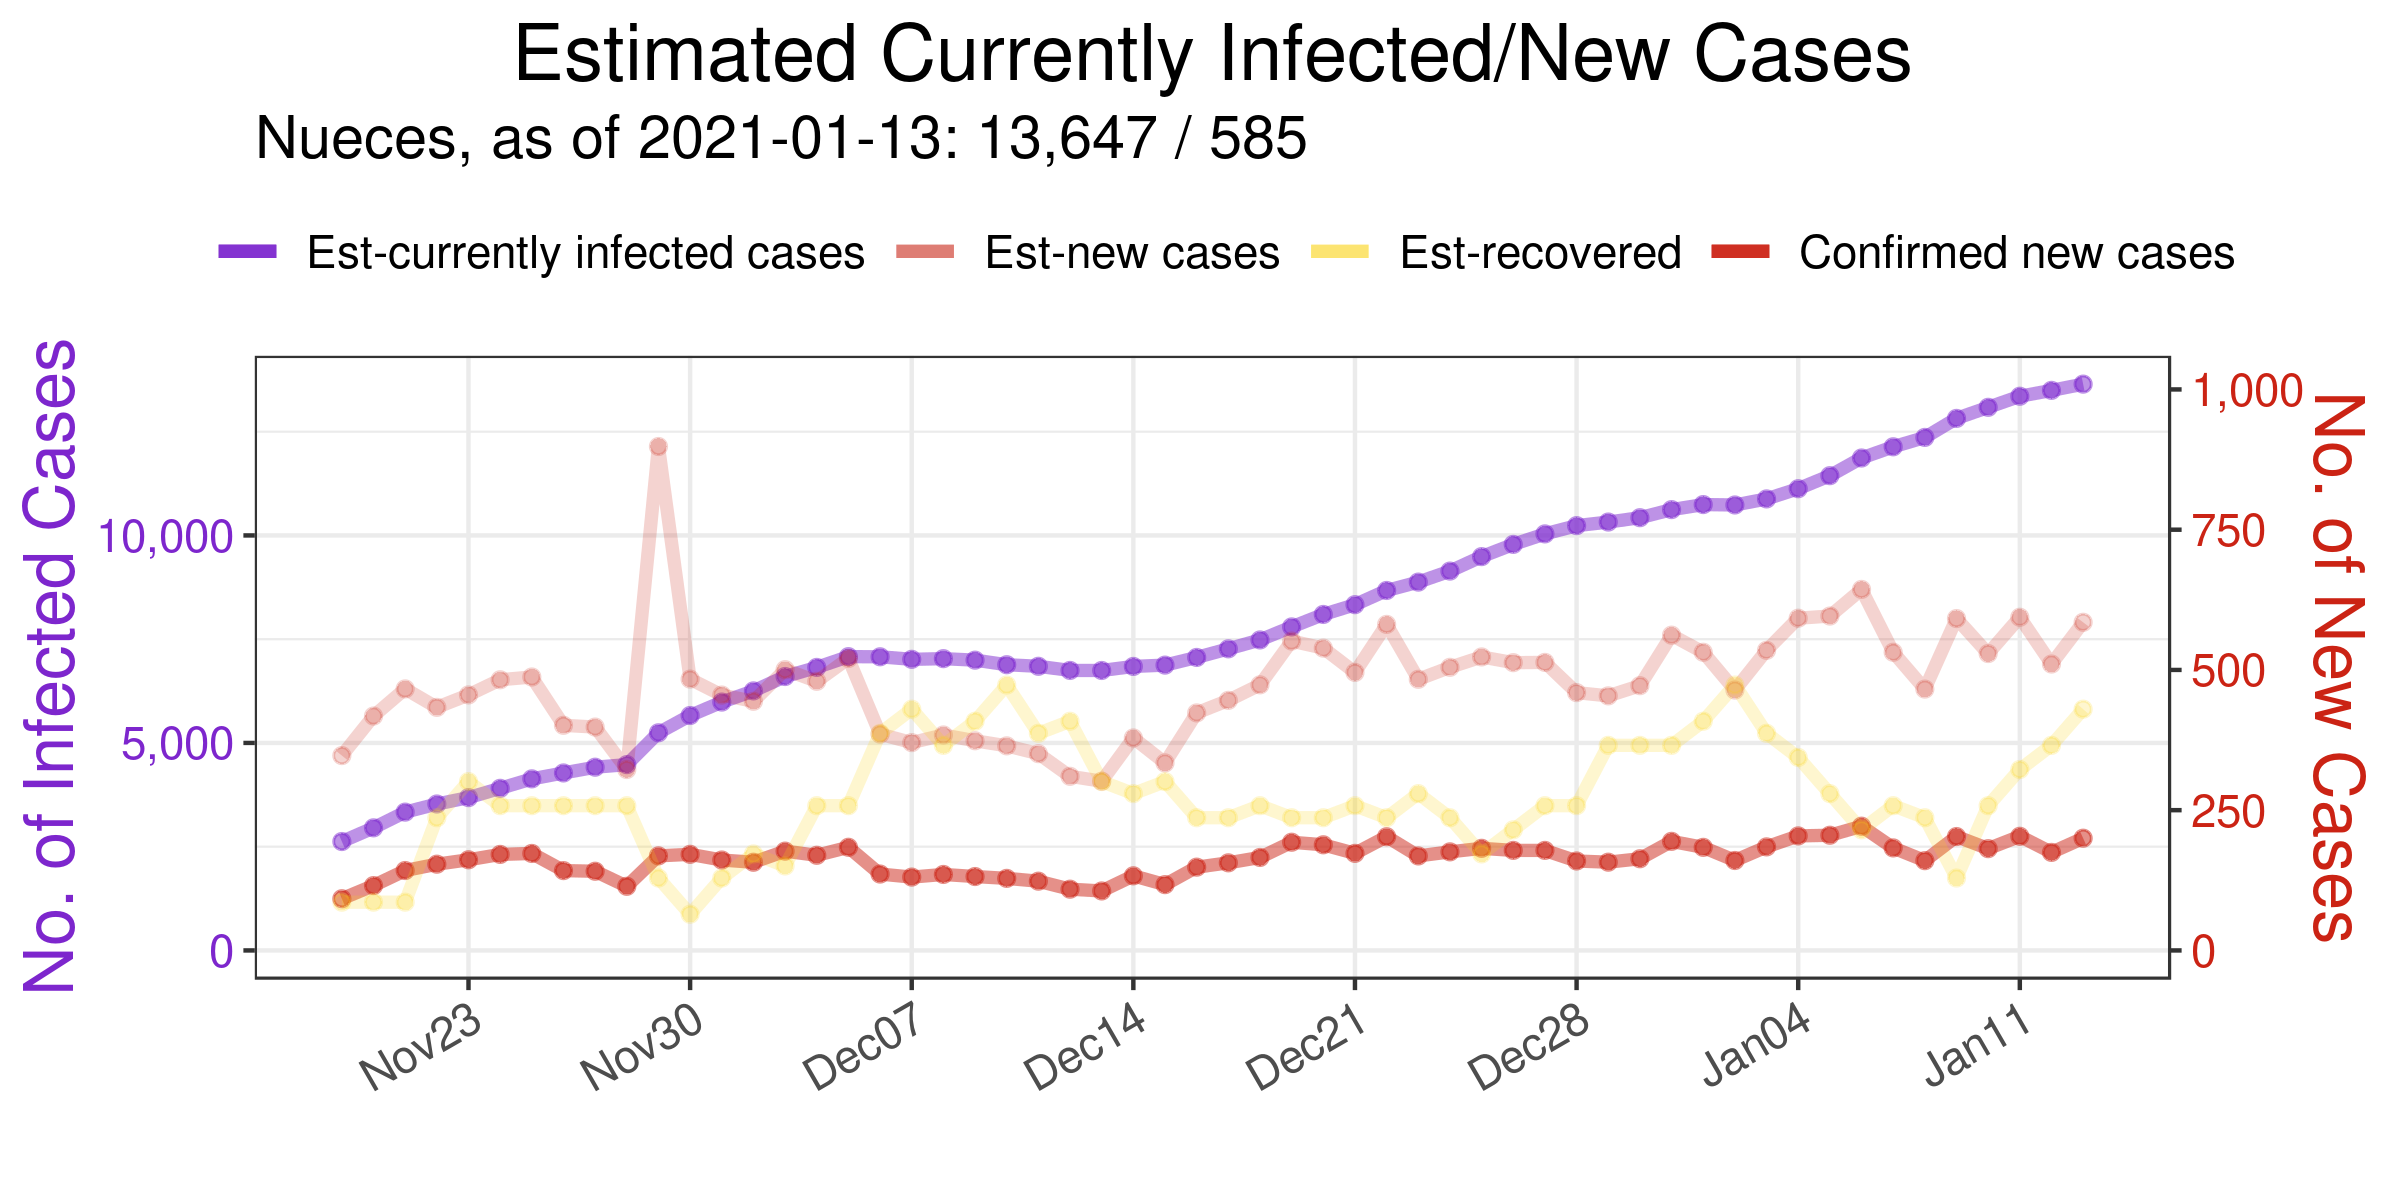 Estimated Currently Infected/New Cases
Nueces, as of 2021-01-13: 13,647 / 585
Est-currently infected cases Est-new cases Est-recovered Confirmed new cases
No. of Infected Cases
10,000
5,000
0
1,000
750
500
250
0
No. of New Cases
Nov23 Nov30 Dec07 Dec14 Dec21 Dec28 Jan04 Jan11